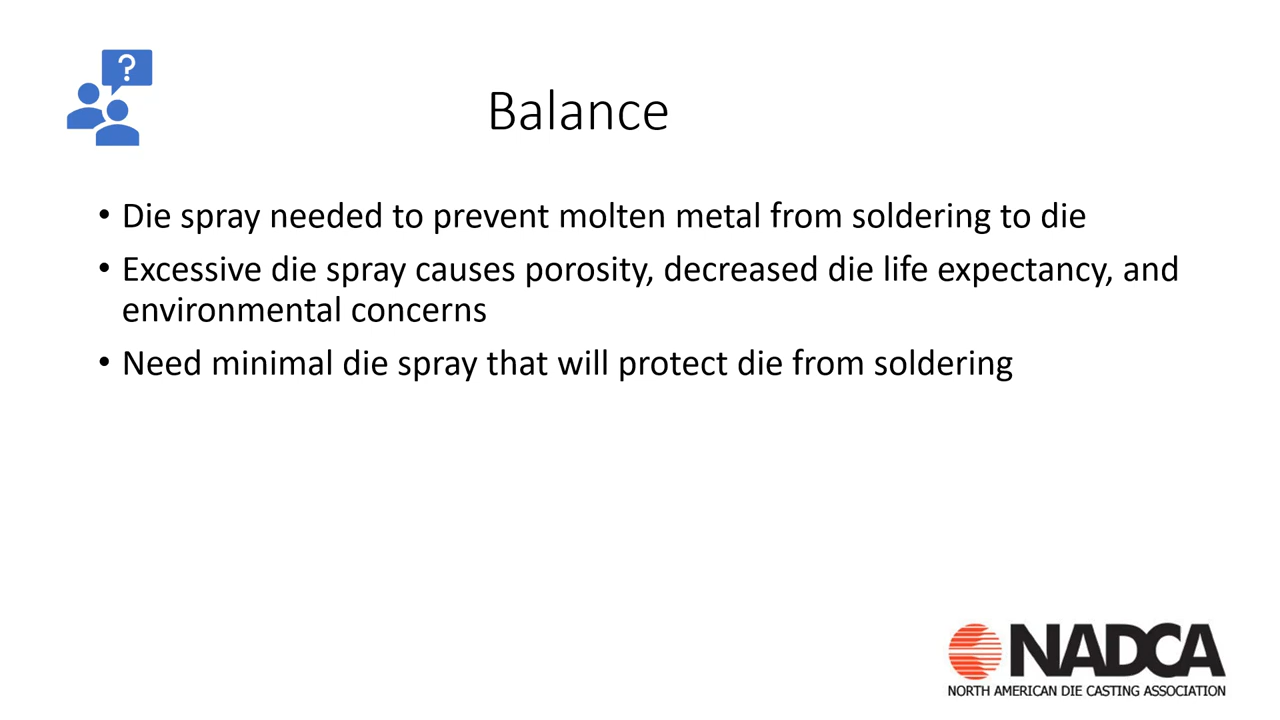 ?
Balance
• Die spray needed to prevent molten metal from soldering to die
• Excessive die spray causes porosity, decreased die life expectancy, and
environmental concerns
• Need minimal die spray that will protect die from soldering
NADCA
NORTH AMERICAN DIE CASTING ASSOCIATION